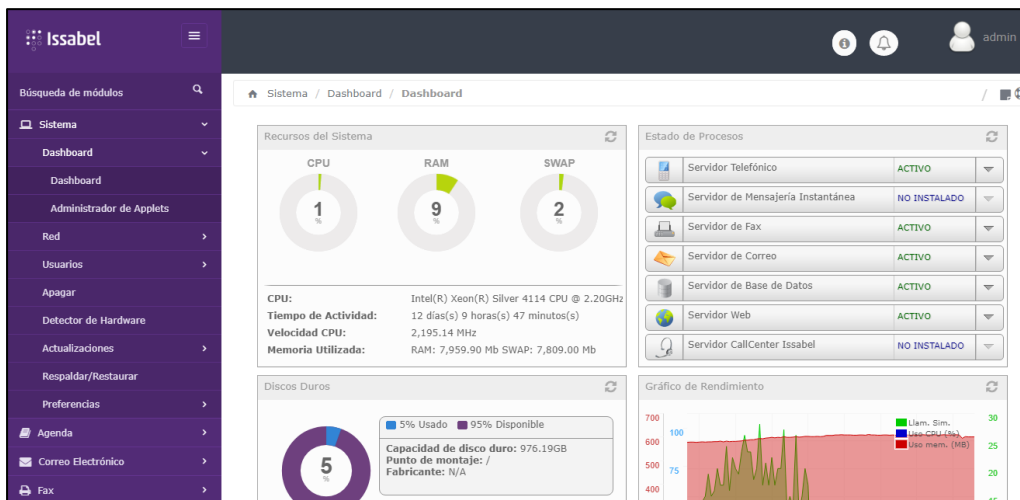 Issabel
admin
Búsqueda de módulos
Sistema
Dashboard
Dashboard
Administrador de Applets
Red
Usuarios
Apagar
Detector de Hardware
Actualizaciones
Respaldar/Restaurar
Preferencias
Agenda
Correo Electrónico
Fax
Sistema / Dashboard / Dashboard
/
Recursos del Sistema
CPU RAM SWAP
1 9 2
% % %
CPU: Intel(R) Xeon(R) Silver 4114 CPU @ 2.20GHz
Tiempo de Actividad: 12 días(s) 9 horas(s) 47 minutos(s)
Velocidad CPU: 2,195.14 MHz
Memoria Utilizada: RAM: 7,959.90 Mb SWAP: 7,809.00 Mb
Estado de Procesos
Servidor Telefónico ACTIVO
Servidor de Mensajería Instantánea NO INSTALADO
Servidor de Fax ACTIVO
Servidor de Correo ACTIVO
Servidor de Base de Datos ACTIVO
Servidor Web ACTIVO
Servidor CallCenter Issabel NO INSTALADO
Discos Duros
5
%
5% Usado 95% Disponible
Capacidad de disco duro: 976.19GB
Punto de montaje: /
Fabricante: N/A
Gráfico de Rendimiento
700
600
500
400
100
75
Llam. Sim.
Uso CPU (%)
Uso mem. (MB)
30
25
20